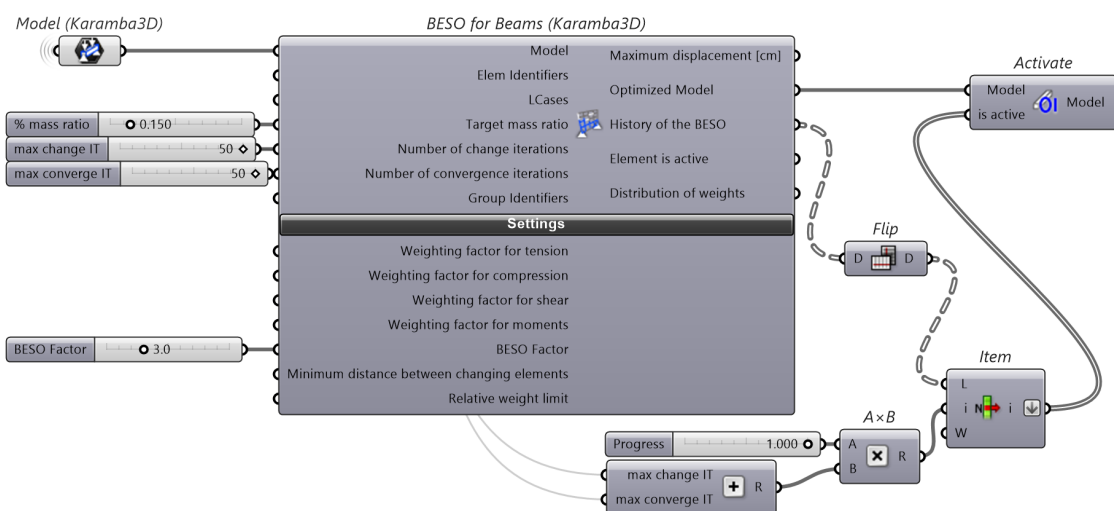 Model (Karamba3D)
BESO for Beams (Karamba3D)
Model
Elem Identifiers
LCases
Target mass ratio
Number of change iterations
Number of convergence iterations
Group Identifiers
Maximum displacement [cm]
Optimized Model
History of the BESO
Element is active
Distribution of weights
% mass ratio 0.150
max change IT 50
max converge IT 50
Settings
Weighting factor for tension
Weighting factor for compression
Weighting factor for shear
Weighting factor for moments
BESO Factor
Minimum distance between changing elements
Relative weight limit
BESO Factor 3.0
Activate
Model
is active
OI
Model
Flip
D D
Item
L
i N i
W
A×B
A
B
R
Progress 1.000
max change IT
max converge IT
+ R